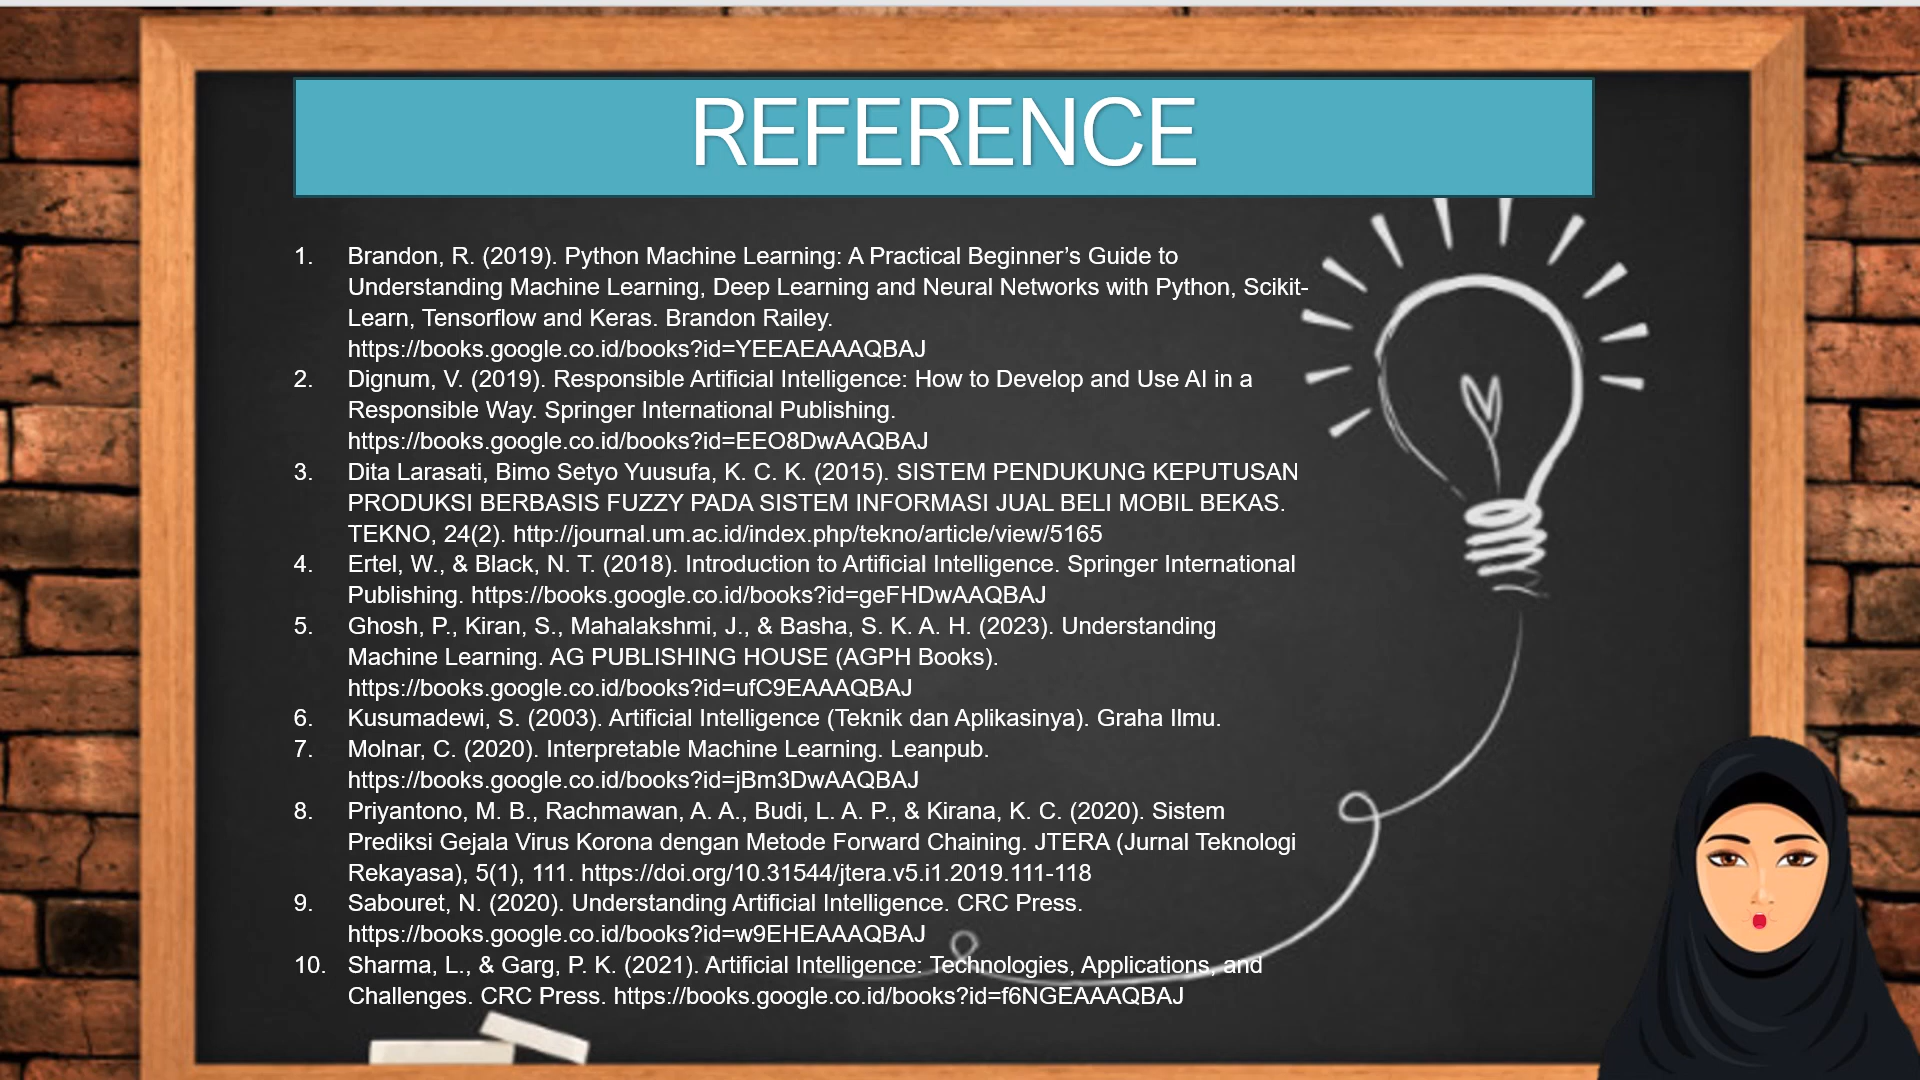 REFERENCE
1. Brandon, R. (2019). Python Machine Learning: A Practical Beginner’s Guide to
Understanding Machine Learning, Deep Learning and Neural Networks with Python, Scikit-
Learn, Tensorflow and Keras. Brandon Railey.
https://books.google.co.id/books?id=YEEAEAAAQBAJ
2. Dignum, V. (2019). Responsible Artificial Intelligence: How to Develop and Use AI in a
Responsible Way. Springer International Publishing.
https://books.google.co.id/books?id=EEO8DwAAQBAJ
3. Dita Larasati, Bimo Setyo Yuusufa, K. C. K. (2015). SISTEM PENDUKUNG KEPUTUSAN
PRODUKSI BERBASIS FUZZY PADA SISTEM INFORMASI JUAL BELI MOBIL BEKAS.
TEKNO, 24(2). http://journal.um.ac.id/index.php/tekno/article/view/5165
4. Ertel, W., & Black, N. T. (2018). Introduction to Artificial Intelligence. Springer International
Publishing. https://books.google.co.id/books?id=geFHDwAAQBAJ
5. Ghosh, P., Kiran, S., Mahalakshmi, J., & Basha, S. K. A. H. (2023). Understanding
Machine Learning. AG PUBLISHING HOUSE (AGPH Books).
https://books.google.co.id/books?id=ufC9EAAAQBAJ
6. Kusumadewi, S. (2003). Artificial Intelligence (Teknik dan Aplikasinya). Graha Ilmu.
7. Molnar, C. (2020). Interpretable Machine Learning. Leanpub.
https://books.google.co.id/books?id=jBm3DwAAQBAJ
8. Priyantono, M. B., Rachmawan, A. A., Budi, L. A. P., & Kirana, K. C. (2020). Sistem
Prediksi Gejala Virus Korona dengan Metode Forward Chaining. JTERA (Jurnal Teknologi
Rekayasa), 5(1), 111. https://doi.org/10.31544/jtera.v5.i1.2019.111-118
9. Sabouret, N. (2020). Understanding Artificial Intelligence. CRC Press.
https://books.google.co.id/books?id=w9EHEAAAQBAJ
10. Sharma, L., & Garg, P. K. (2021). Artificial Intelligence: Technologies, Applications, and
Challenges. CRC Press. https://books.google.co.id/books?id=f6NGEAAAQBAJ